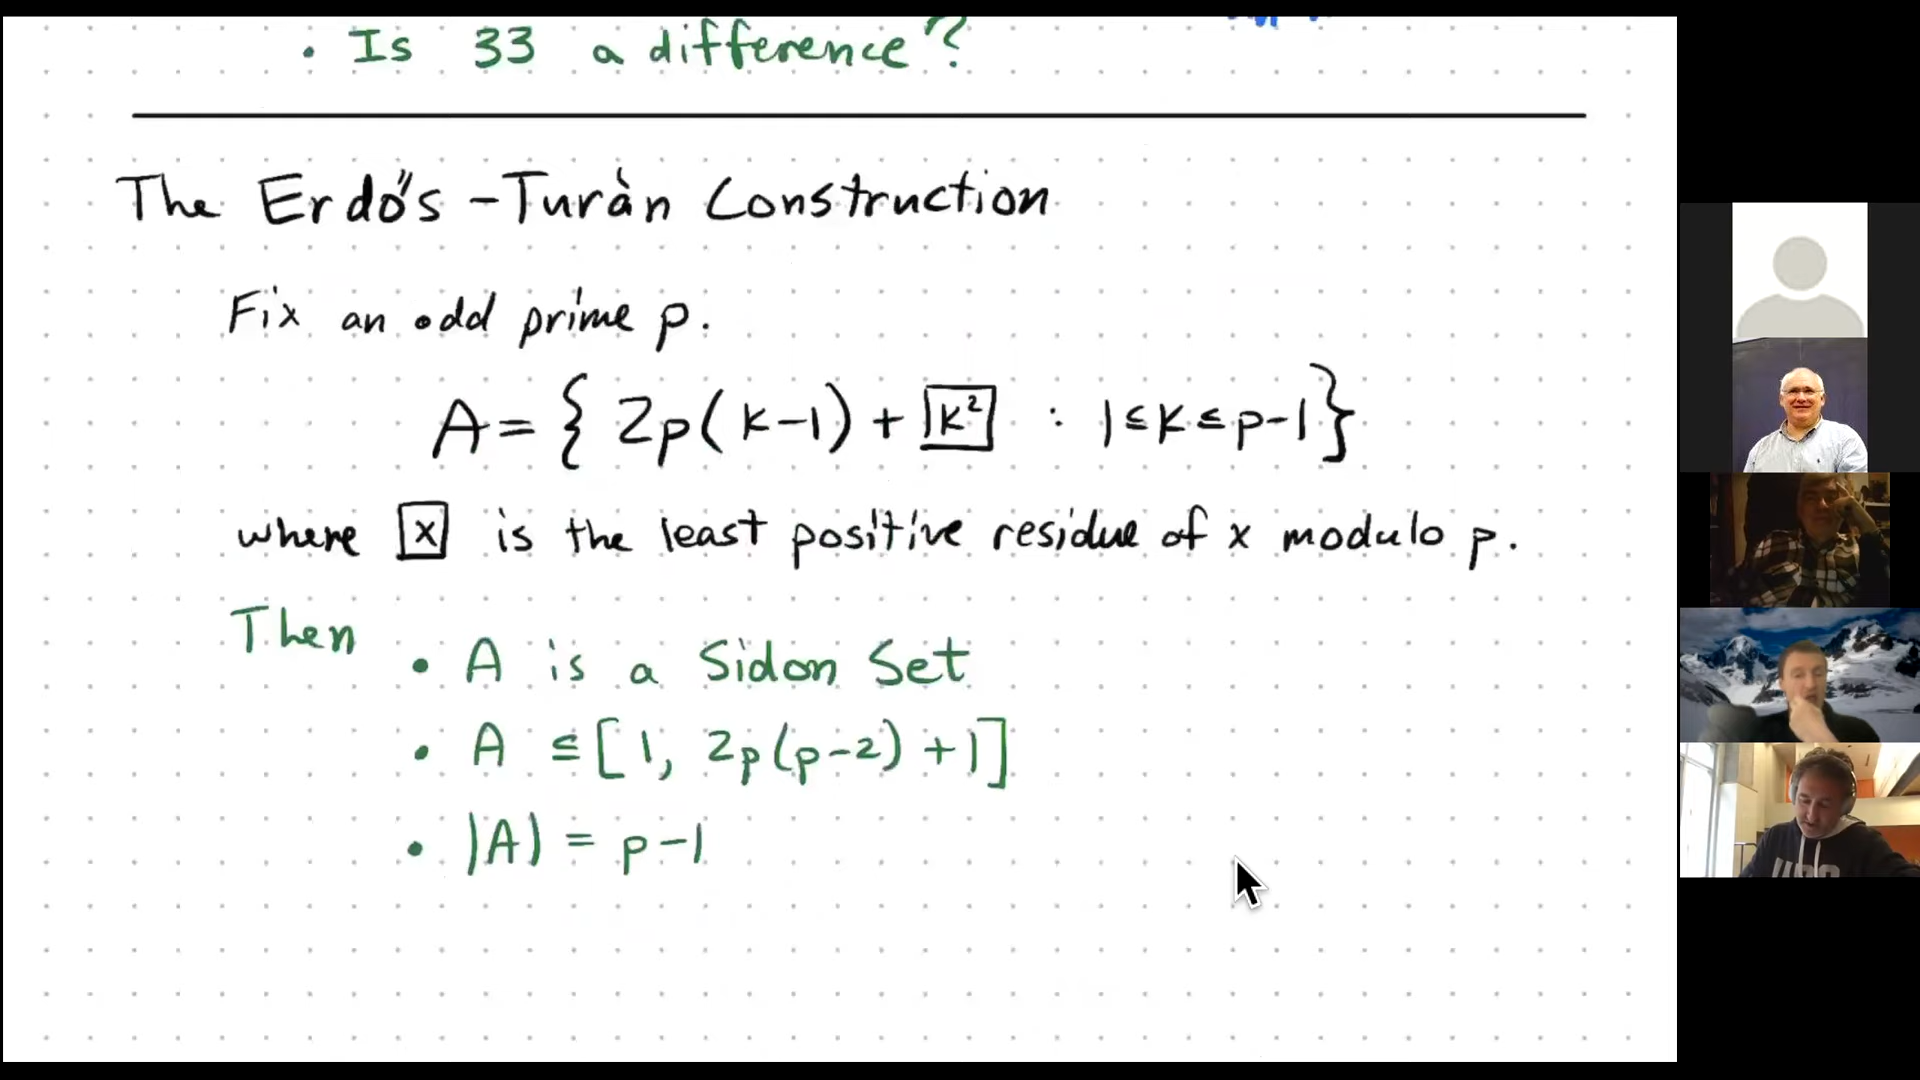 • Is 33 a difference?
The Erdős-Turàn Construction
Fix an odd prime p.
A = { 2p(k-1) + [k²] : 1 ≤ k ≤ p-1 }
where [x] is the least positive residue of x modulo p.
Then • A is a Sidon Set
• A ⊆ [1, 2p(p-2)+1]
• |A| = p-1